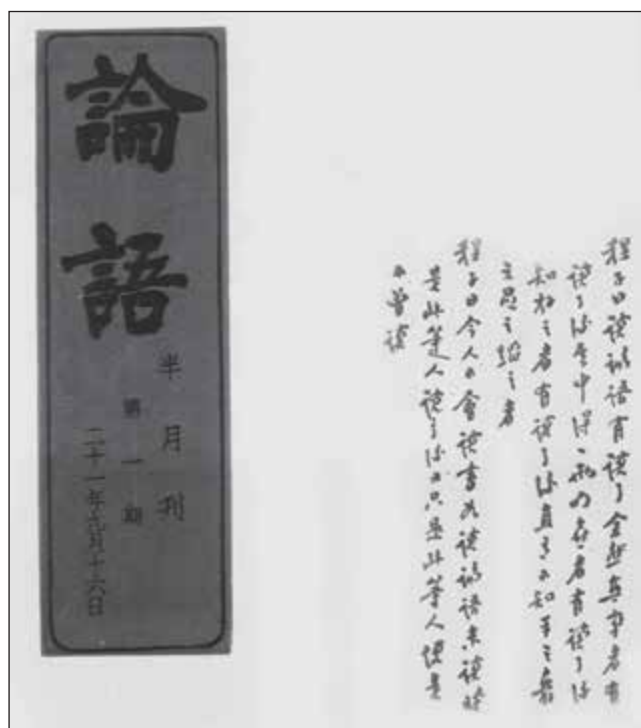 程子曰讀論語有讀了全然無事者有
讀了後其中得一兩句喜者有讀了後
知好之者有讀了後直有不知手之舞
之足之蹈之者
程子曰今人不會讀書如讀論語未讀時
是此等人讀了後又只是此等人便是
不曾讀
論語
半月刊
第一期
二十一年九月十六日